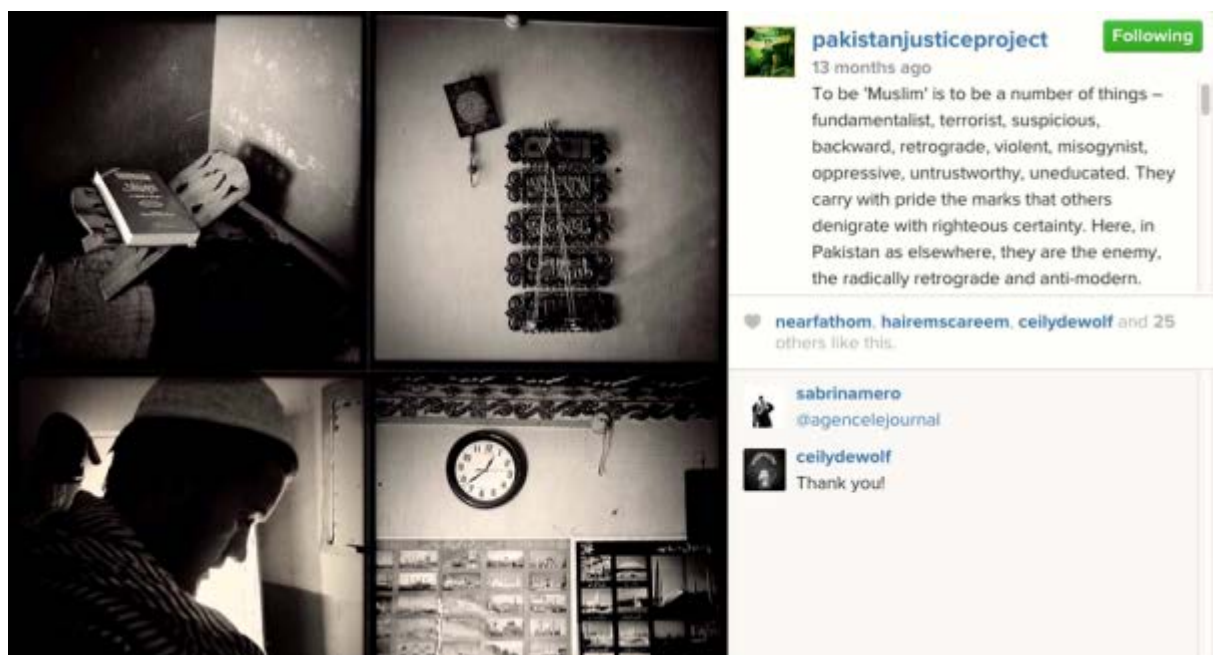 pakistanjusticeproject
Following
13 months ago
To be 'Muslim' is to be a number of things –
fundamentalist, terrorist, suspicious,
backward, retrograde, violent, misogynist,
oppressive, untrustworthy, uneducated. They
carry with pride the marks that others
denigrate with righteous certainty. Here, in
Pakistan as elsewhere, they are the enemy,
the radically retrograde and anti-modern.
nearfathom, hairemscareem, ceilydewolf and 25
others like this.
sabrinamero
@agencelejournal
ceilydewolf
Thank you!